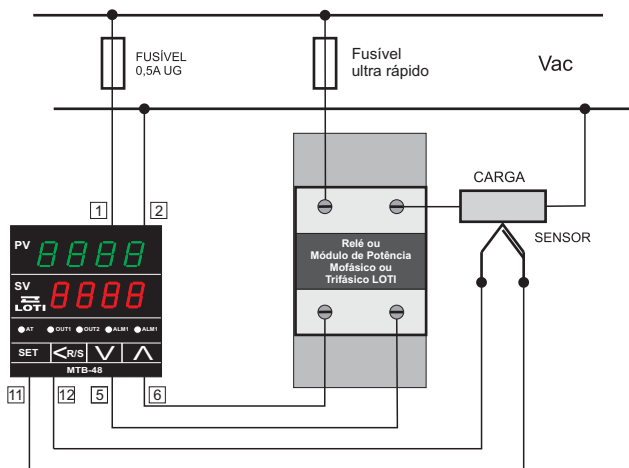 FUSÍVEL
0,5A UG
Fusível
ultra rápido
Vac
1
2
CARGA
SENSOR
PV
8888
SV
8888
LOTI
AT
OUT1
OUT2
ALM1
ALM1
SET
<R/S
MTB-48
Relé ou
Módulo de Potência
Mofásico ou
Trifásico LOTI
11
12
5
6